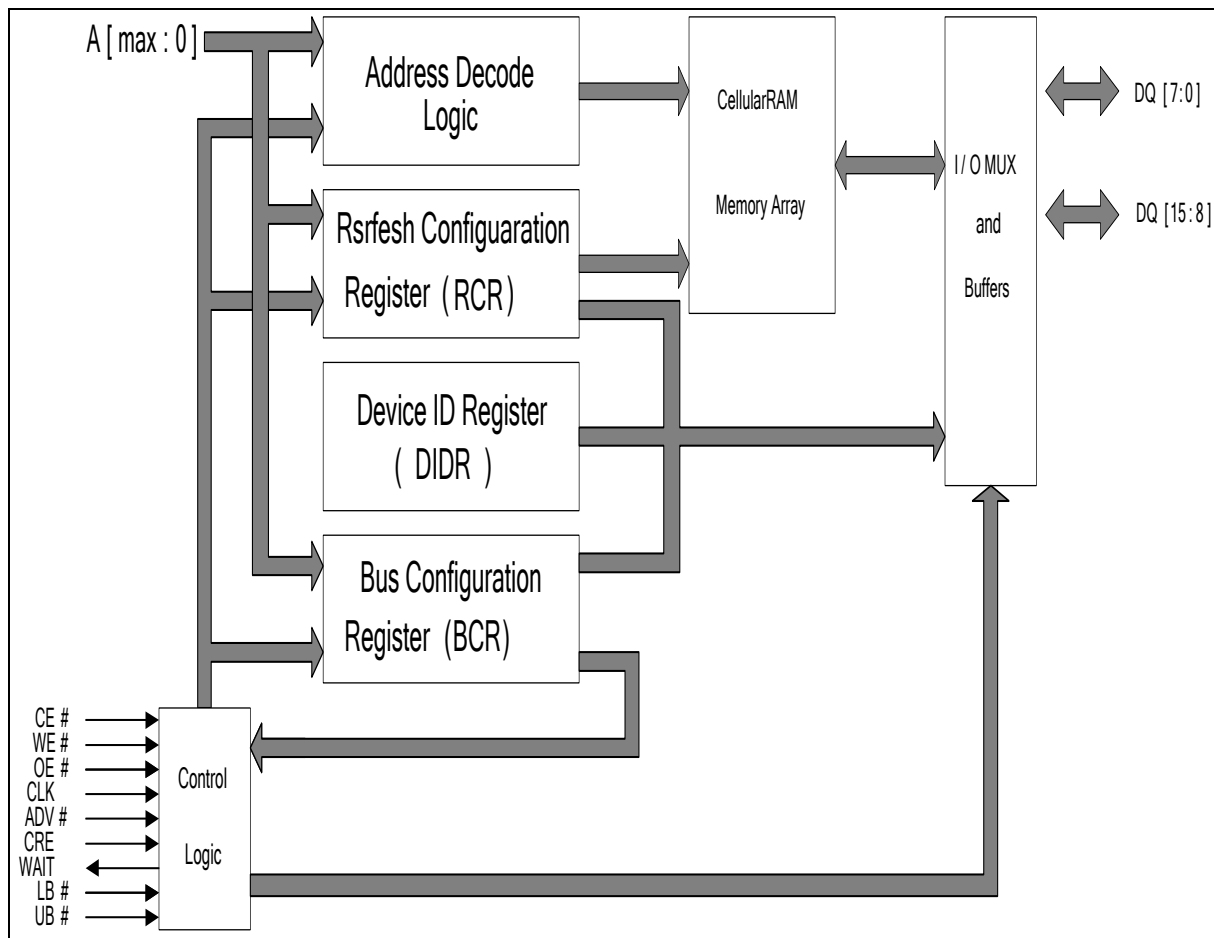 A [ max : 0 ]
Address Decode
Logic
CellularRAM
Memory Array
I / O MUX
and
Buffers
DQ [7:0]
DQ [15:8]
Rsrfesh Configuaration
Register ( RCR )
Device ID Register
( DIDR )
Bus Configuration
Register (BCR)
CE #
WE #
OE #
CLK
ADV #
CRE
WAIT
LB #
UB #
Control
Logic